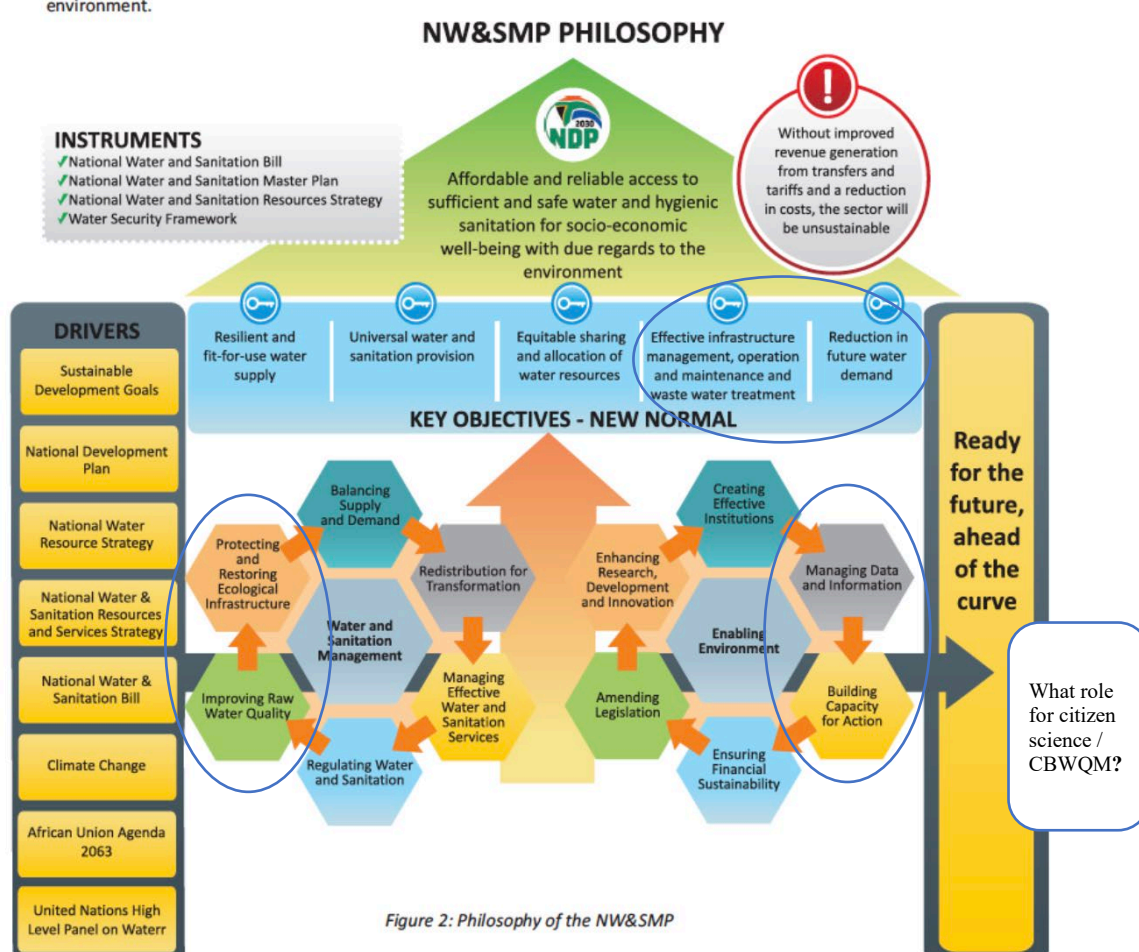 environment.
NW&SMP PHILOSOPHY
INSTRUMENTS
✓National Water and Sanitation Bill
✓National Water and Sanitation Master Plan
✓National Water and Sanitation Resources Strategy
✓Water Security Framework
2030
NDP
Affordable and reliable access to
sufficient and safe water and hygienic
sanitation for socio-economic
well-being with due regards to the
environment
!
Without improved
revenue generation
from transfers and
tariffs and a reduction
in costs, the sector will
be unsustainable
DRIVERS
Sustainable
Development Goals
National Development
Plan
National Water
Resource Strategy
National Water &
Sanitation Resources
and Services Strategy
National Water &
Sanitation Bill
Climate Change
African Union Agenda
2063
United Nations High
Level Panel on Waterr
Resilient and
fit-for-use water
supply
Universal water and
sanitation provision
Equitable sharing
and allocation of
water resources
Effective infrastructure
management, operation
and maintenance and
waste water treatment
Reduction in
future water
demand
KEY OBJECTIVES - NEW NORMAL
Balancing
Supply
and Demand
Protecting
and
Restoring
Ecological
Infrastructure
Redistribution for
Transformation
Water and
Sanitation
Management
Improving Raw
Water Quality
Managing
Effective
Water and
Sanitation
Services
Regulating Water
and Sanitation
Creating
Effective
Institutions
Enhancing
Research,
Development
and Innovation
Managing Data
and Information
Enabling
Environment
Amending
Legislation
Building
Capacity
for Action
Ensuring
Financial
Sustainability
Ready
for the
future,
ahead
of the
curve
What role
for citizen
science /
CBWQM?
Figure 2: Philosophy of the NW&SMP